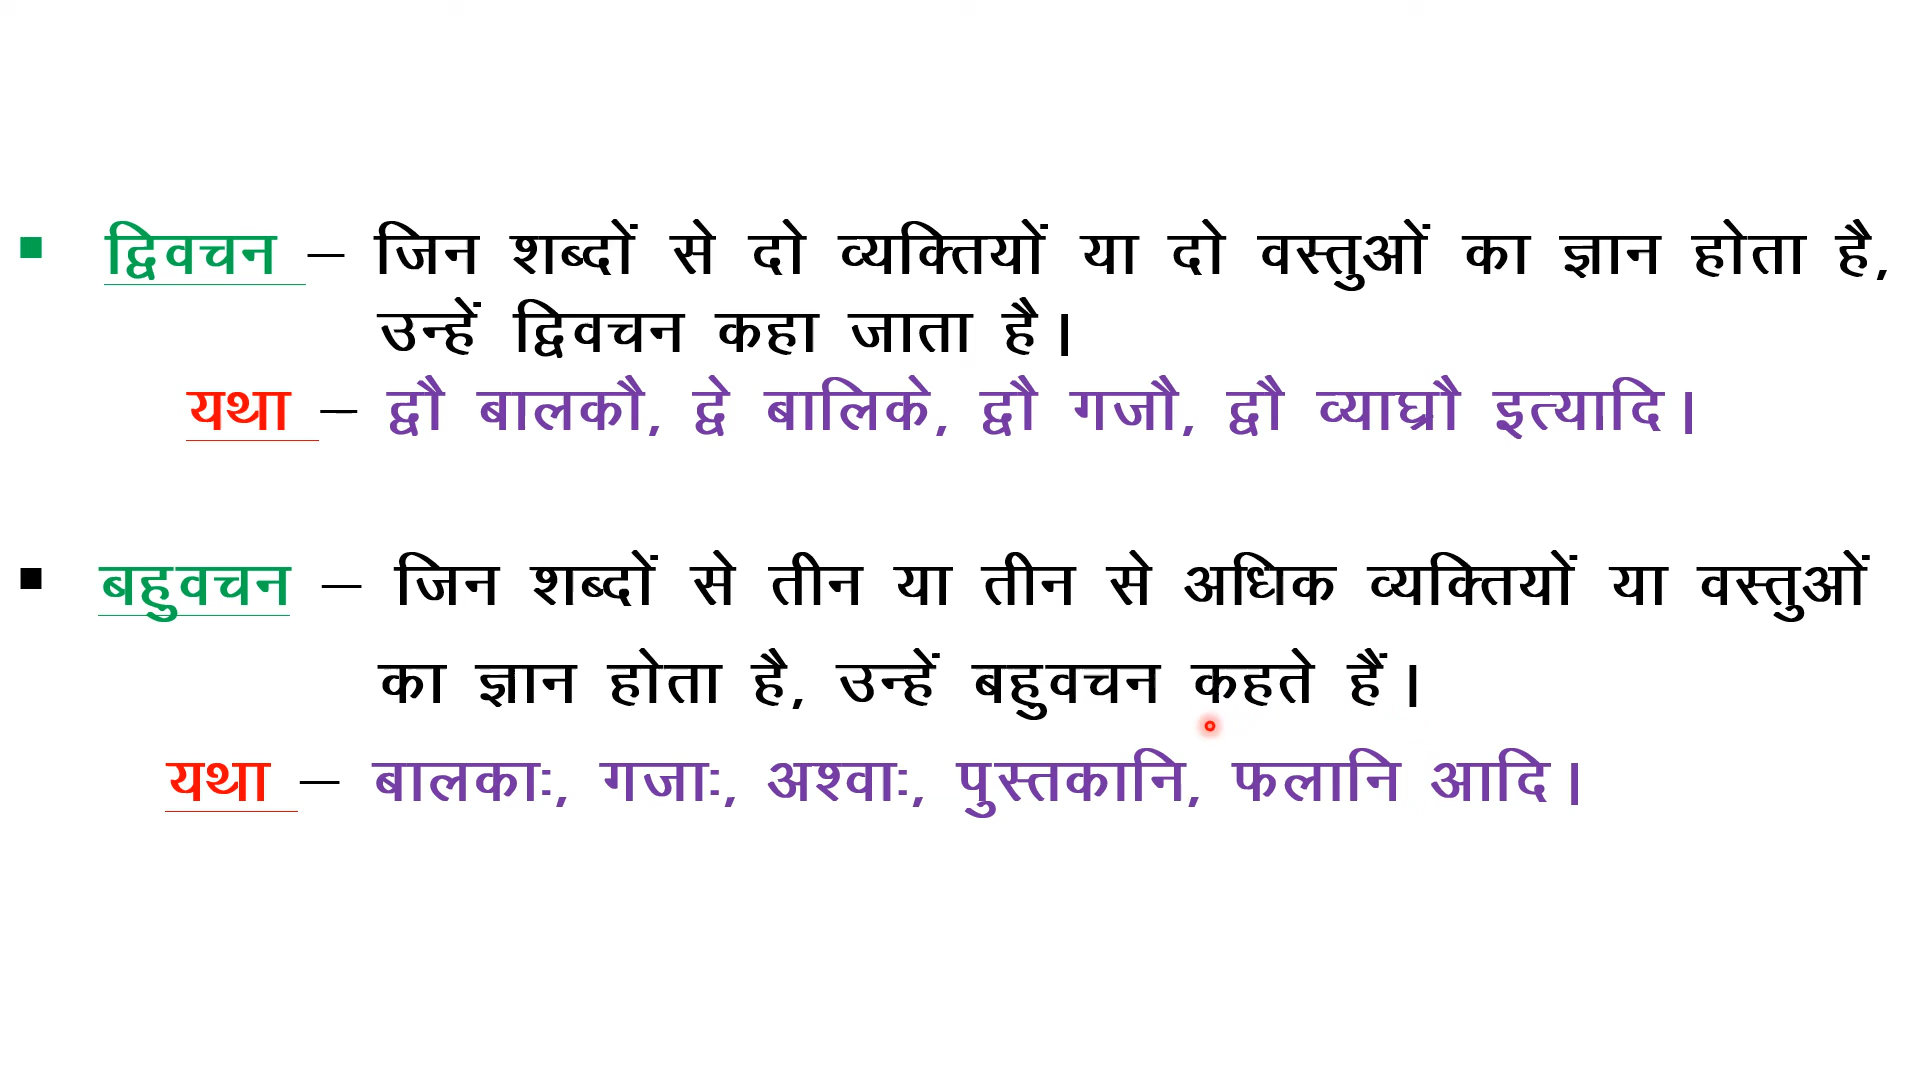 ▪ द्विवचन – जिन शब्दों से दो व्यक्तियों या दो वस्तुओं का ज्ञान होता है,
उन्हें द्विवचन कहा जाता है।
यथा – द्वौ बालकौ, द्वे बालिके, द्वौ गजौ, द्वौ व्याघ्रौ इत्यादि।
▪ बहुवचन – जिन शब्दों से तीन या तीन से अधिक व्यक्तियों या वस्तुओं
का ज्ञान होता है, उन्हें बहुवचन कहते हैं।
यथा – बालकाः, गजाः, अश्वाः, पुस्तकानि, फलानि आदि।